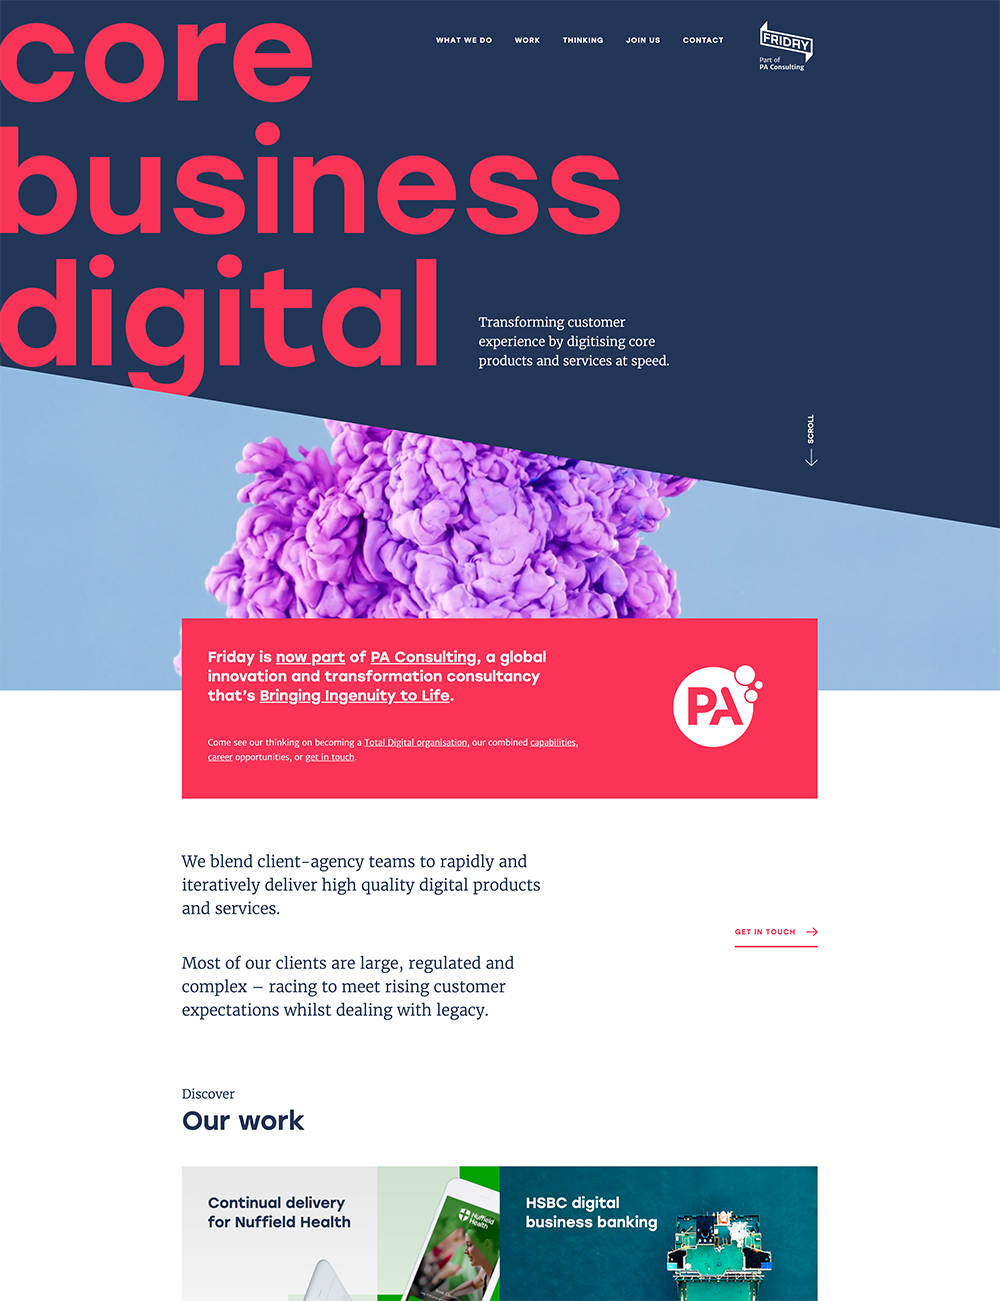 core
business
digital
WHAT WE DO
WORK
THINKING
JOIN US
CONTACT
FRIDAY
Part of
PA Consulting
Transforming customer
experience by digitising core
products and services at speed.
SCROLL
Friday is now part of PA Consulting, a global
innovation and transformation consultancy
that’s Bringing Ingenuity to Life.
Come see our thinking on becoming a Total Digital organisation, our combined capabilities,
career opportunities, or get in touch.
PA
We blend client-agency teams to rapidly and
iteratively deliver high quality digital products
and services.
GET IN TOUCH
Most of our clients are large, regulated and
complex – racing to meet rising customer
expectations whilst dealing with legacy.
Discover
Our work
Continual delivery
for Nuffield Health
Nuffield
Health
HSBC digital
business banking